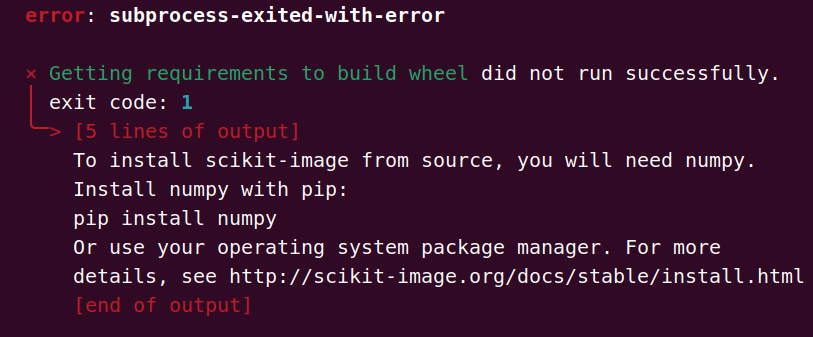 error: subprocess-exited-with-error
× Getting requirements to build wheel did not run successfully.
│ exit code: 1
╰─> [5 lines of output]
To install scikit-image from source, you will need numpy.
Install numpy with pip:
pip install numpy
Or use your operating system package manager. For more
details, see http://scikit-image.org/docs/stable/install.html
[end of output]